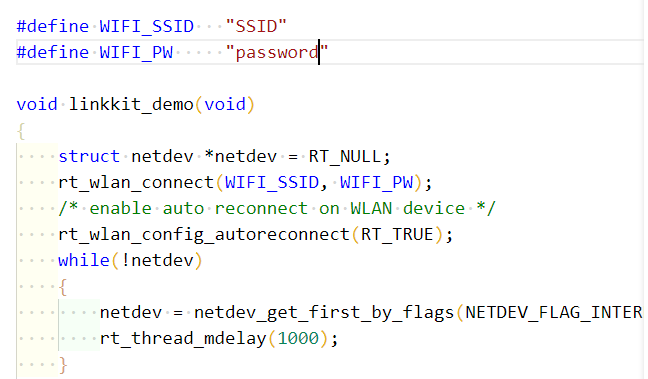 #define WIFI_SSID   "SSID"
#define WIFI_PW     "password"
void linkkit_demo(void)
{
    struct netdev *netdev = RT_NULL;
    rt_wlan_connect(WIFI_SSID, WIFI_PW);
    /* enable auto reconnect on WLAN device */
    rt_wlan_config_autoreconnect(RT_TRUE);
    while(!netdev)
    {
        netdev = netdev_get_first_by_flags(NETDEV_FLAG_INTER
        rt_thread_mdelay(1000);
    }